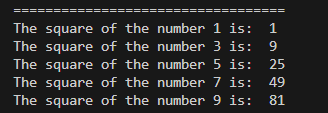 ==================================
The square of the number 1 is:  1
The square of the number 3 is:  9
The square of the number 5 is:  25
The square of the number 7 is:  49
The square of the number 9 is:  81